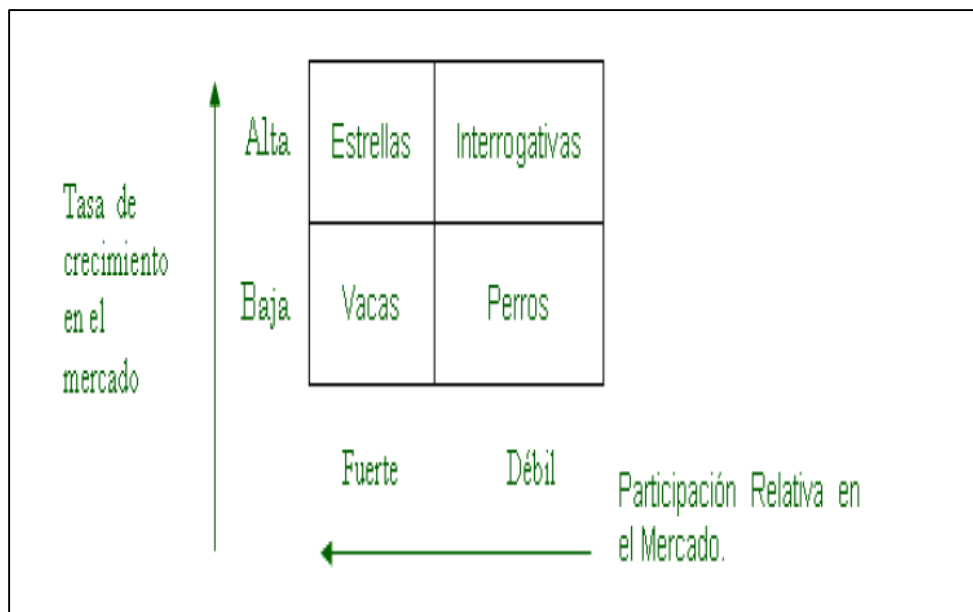 Alta
Estrellas
Interrogativas
Tasa de
crecimiento
en el
mercado
Baja
Vacas
Perros
Fuerte
Débil
Participación Relativa en
el Mercado.